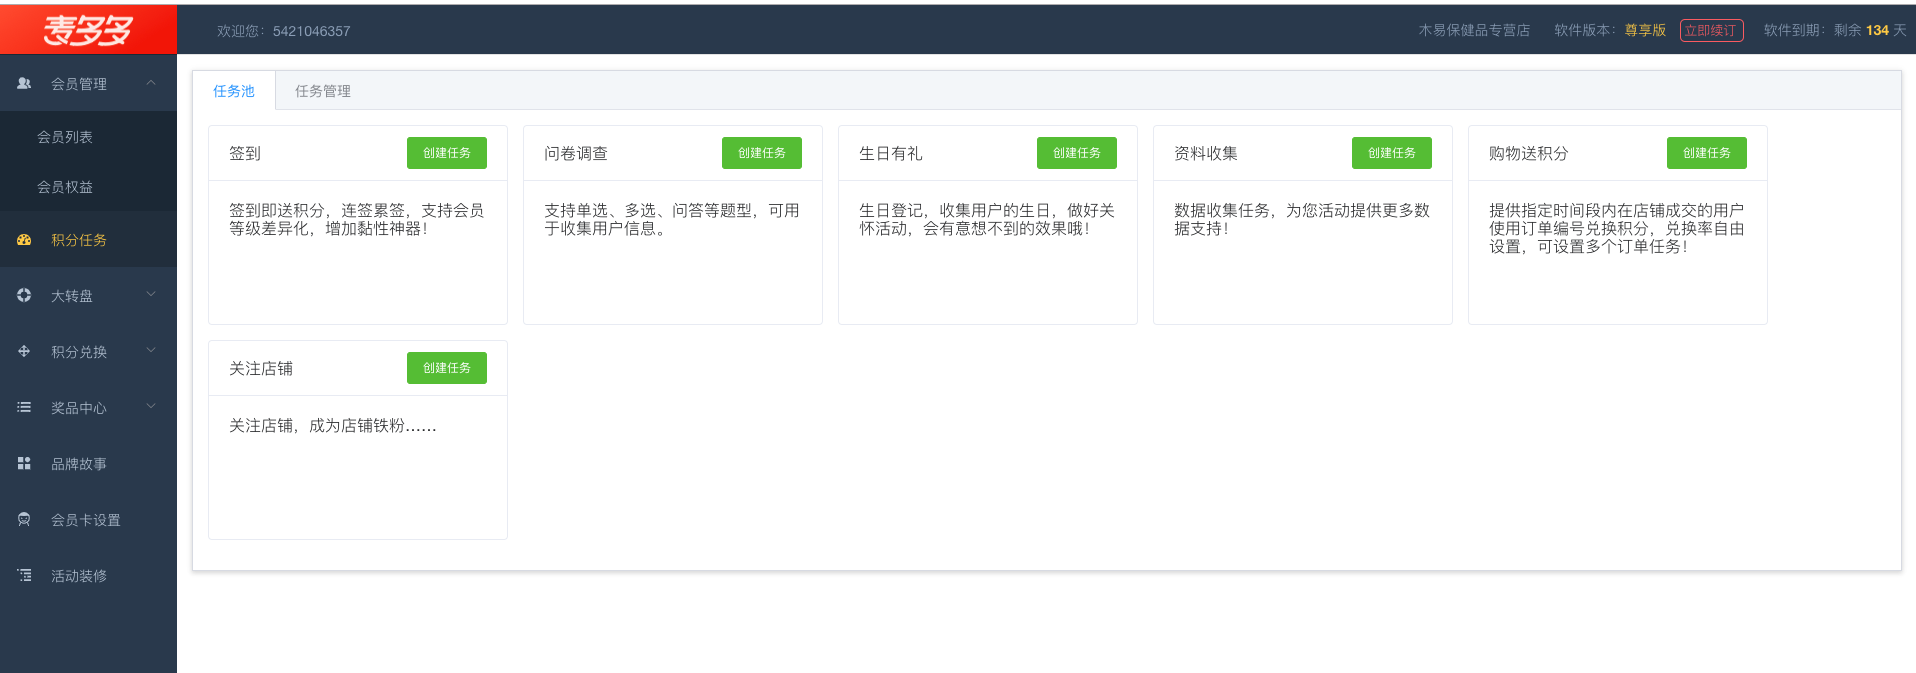 麦多多
欢迎您：5421046357
木易保健品专营店 软件版本：尊享版 立即续订 软件到期：剩余 134 天
会员管理
会员列表
会员权益
积分任务
大转盘
积分兑换
奖品中心
品牌故事
会员卡设置
活动装修
任务池 任务管理
签到 创建任务
签到即送积分，连签累签，支持会员
等级差异化，增加黏性神器！
问卷调查 创建任务
支持单选、多选、问答等题型，可用
于收集用户信息。
生日有礼 创建任务
生日登记，收集用户的生日，做好关
怀活动，会有意想不到的效果哦！
资料收集 创建任务
数据收集任务，为您活动提供更多数
据支持！
购物送积分 创建任务
提供指定时间段内在店铺成交的用户
使用订单编号兑换积分，兑换率自由
设置，可设置多个订单任务！
关注店铺 创建任务
关注店铺，成为店铺铁粉……